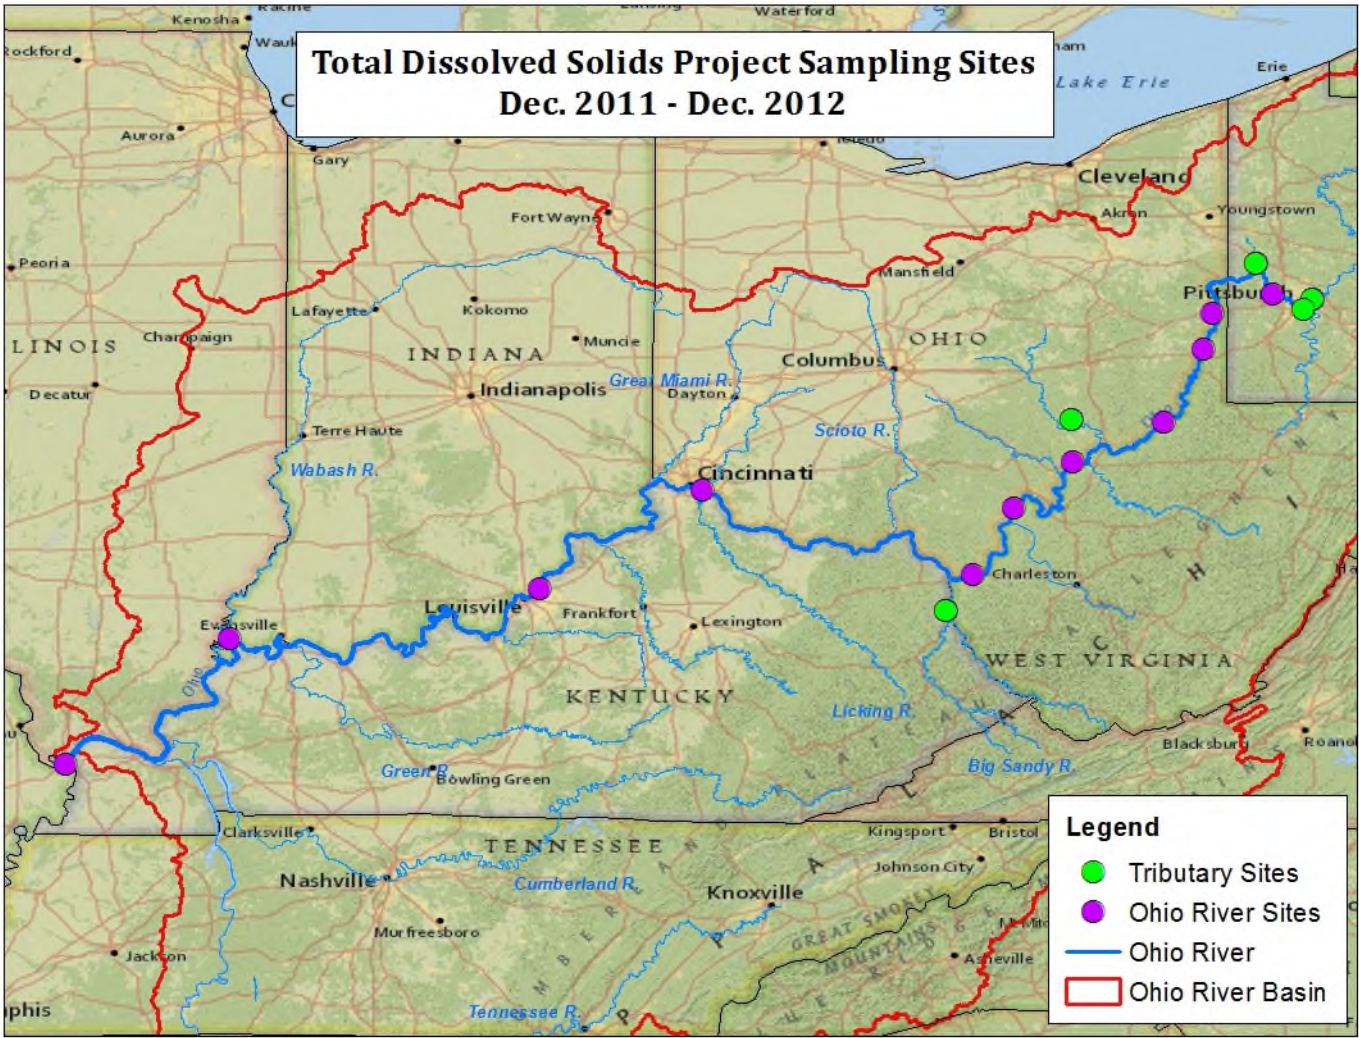 Racine
Kenosha
Waterford
Total Dissolved Solids Project Sampling Sites
Dec. 2011 - Dec. 2012
Lake Erie
Erie
Aurora
Gary
Cleveland
Akron
Youngstown
Fort Wayne
Peoria
Mansfield
Pittsburgh
Lafayette
Kokomo
Champaign
Muncie
LINOIS
INDIANA
OHIO
Columbus
Great Miami R.
Decatur
Indianapolis
Dayton
Terre Haute
Scioto R.
Wabash R.
Cincinnati
Charleston
Louisville
Frankfort
Lexington
Evansville
Ohio
WEST VIRGINIA
KENTUCKY
Licking R.
Blacksburg
Big Sandy R.
Green R.
Bowling Green
Clarksville
TENNESSEE
Kingsport
Bristol
Johnson City
Nashville
Cumberland R.
Knoxville
GREAT SMOKEY
MOUNTAINS
Murfreesboro
Jackson
Asheville
Tennessee R.
Legend
Tributary Sites
Ohio River Sites
Ohio River
Ohio River Basin